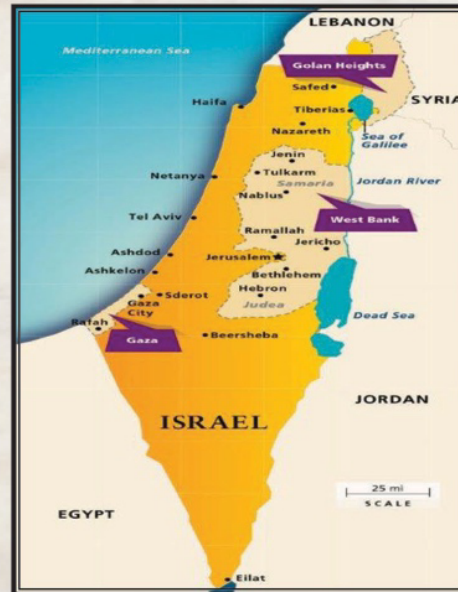 LEBANON
Mediterranean Sea
Golan Heights
Safed
SYRIA
Haifa
Tiberias
Nazareth
Sea of
Galilee
Jenin
Netanya
Tulkarm
Samaria
Jordan River
Nablus
Tel Aviv
West Bank
Ramallah
Jericho
Ashdod
Jerusalem
Ashkelon
Bethlehem
Gaza
City
Sderot
Hebron
Judea
Dead Sea
Rafah
Gaza
Beersheba
JORDAN
ISRAEL
25 mi
SCALE
EGYPT
Eilat